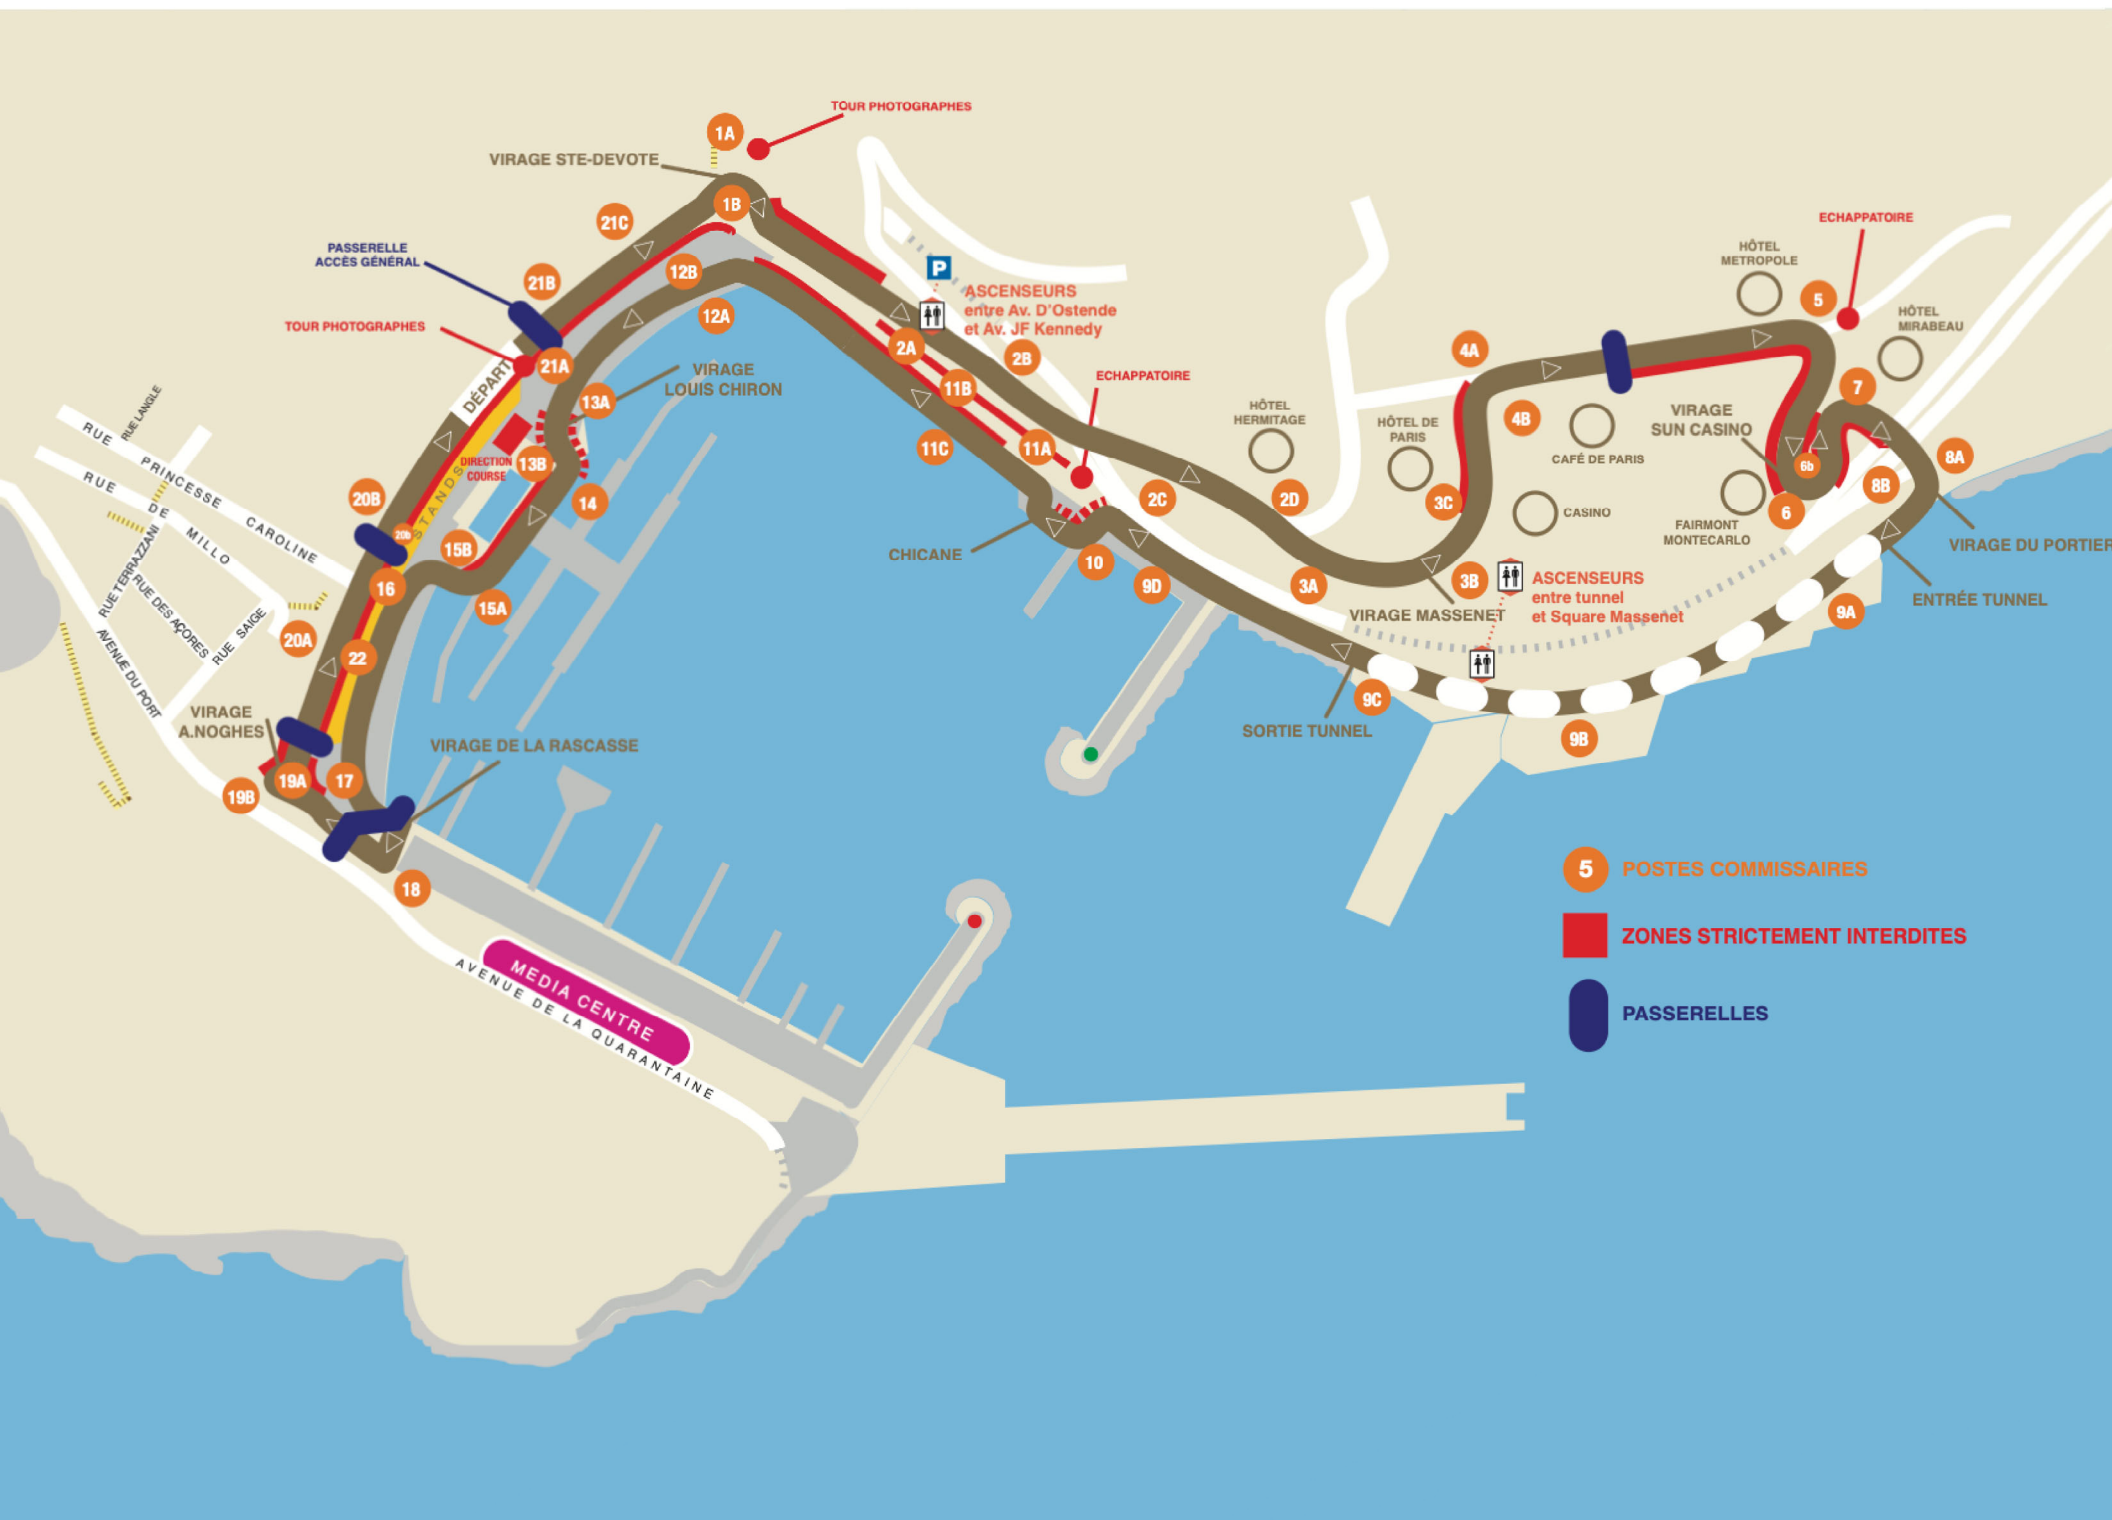 TOUR PHOTOGRAPHES
1A
VIRAGE STE-DEVOTE
1B
21C
PASSERELLE
ACCÈS GÉNÉRAL
21B
12B
12A
TOUR PHOTOGRAPHES
21A
DÉPART
VIRAGE
LOUIS CHIRON
13A
13B
DIRECTION
COURSE
14
STANDS
20B
20b
15B
15A
16
20A
22
RUE LANGLE
RUE PRINCESSE CAROLINE
RUE DE MILLO
RUE TERRAZZANI
RUE DES AÇORES
RUE SAIGE
AVENUE DU PORT
VIRAGE
A.NOGHES
19A
17
19B
VIRAGE DE LA RASCASSE
18
MEDIA CENTRE
AVENUE DE LA QUARANTAINE
P
ASCENSEURS
entre Av. D'Ostende
et Av. JF Kennedy
2A
2B
11B
11A
11C
ECHAPPATOIRE
CHICANE
10
2C
9D
2D
HÔTEL
HERMITAGE
3A
HÔTEL DE
PARIS
3C
3B
4A
4B
CAFÉ DE PARIS
CASINO
VIRAGE MASSENET
ASCENSEURS
entre tunnel
et Square Massenet
SORTIE TUNNEL
9C
9B
9A
HÔTEL
METROPOLE
ECHAPPATOIRE
5
HÔTEL
MIRABEAU
7
VIRAGE
SUN CASINO
6b
6
8B
8A
FAIRMONT
MONTECARLO
VIRAGE DU PORTIER
ENTRÉE TUNNEL
5 POSTES COMMISSAIRES
ZONES STRICTEMENT INTERDITES
PASSERELLES